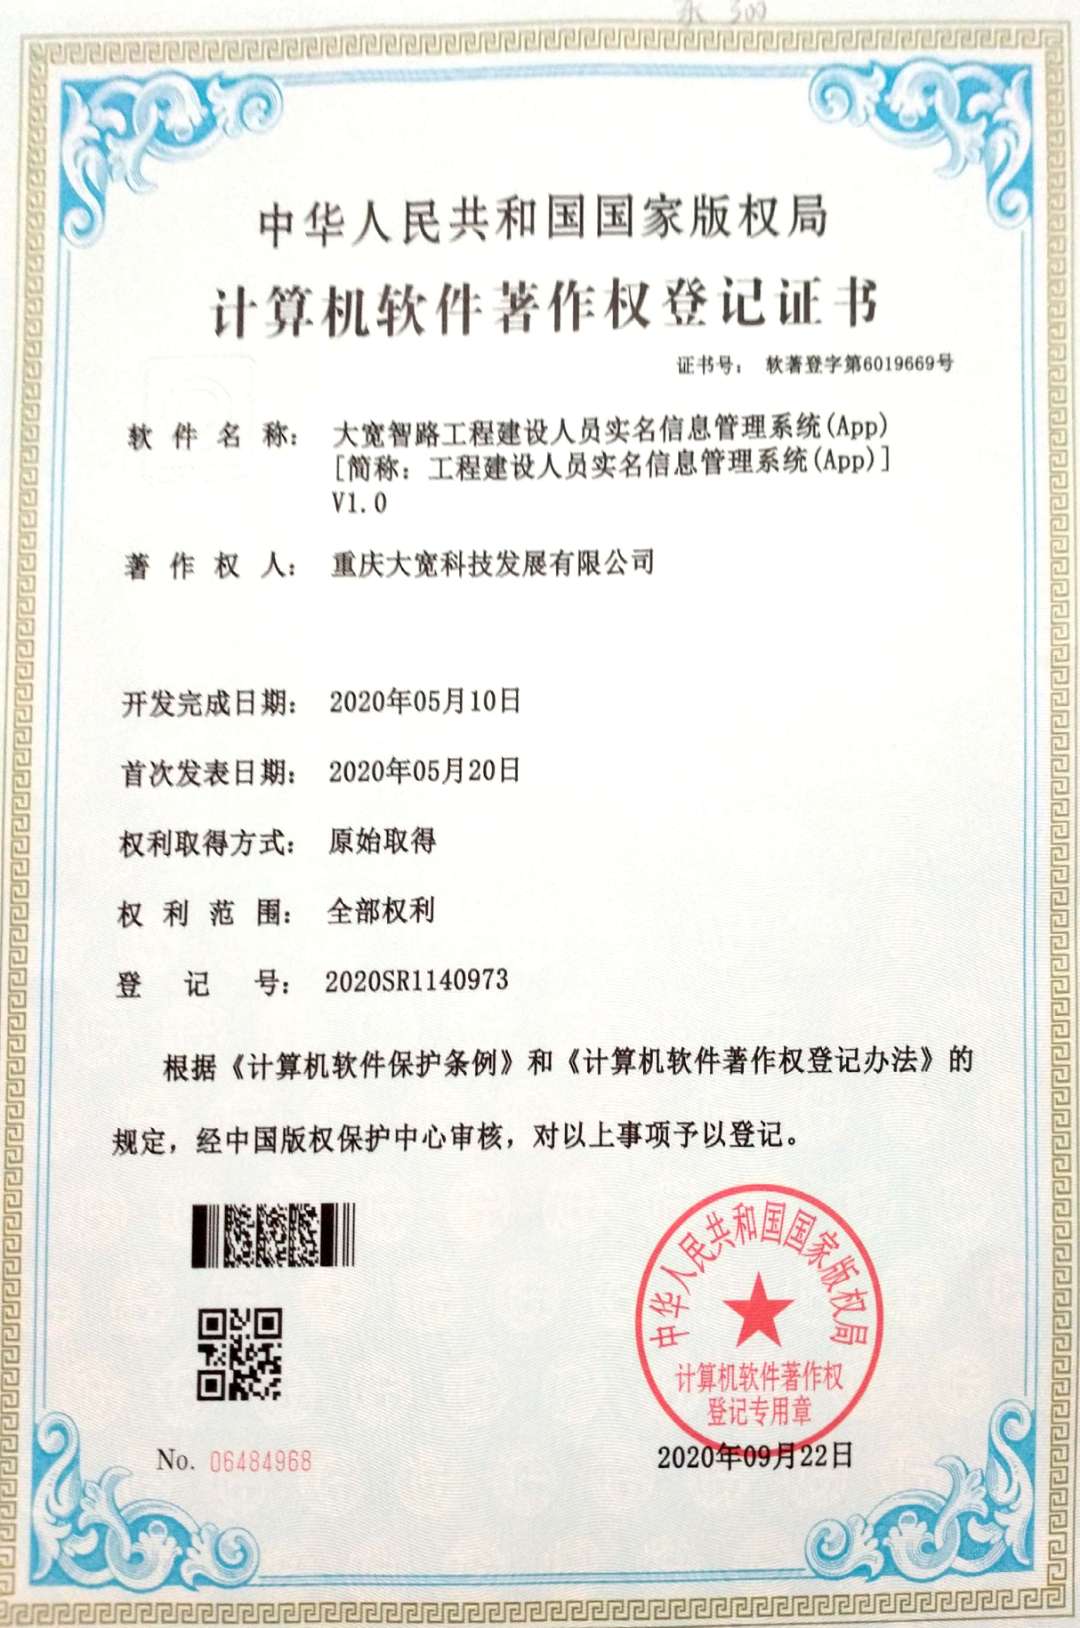 中华人民共和国国家版权局
计算机软件著作权登记证书
证书号： 软著登字第6019669号
软件名称： 大宽智路工程建设人员实名信息管理系统(App)
[简称：工程建设人员实名信息管理系统(App)]
V1.0
著作权人： 重庆大宽科技发展有限公司
开发完成日期： 2020年05月10日
首次发表日期： 2020年05月20日
权利取得方式： 原始取得
权利范围： 全部权利
登记号： 2020SR1140973
根据《计算机软件保护条例》和《计算机软件著作权登记办法》的
规定，经中国版权保护中心审核，对以上事项予以登记。
中华人民共和国国家版权局
计算机软件著作权
登记专用章
No. 06484968
2020年09月22日